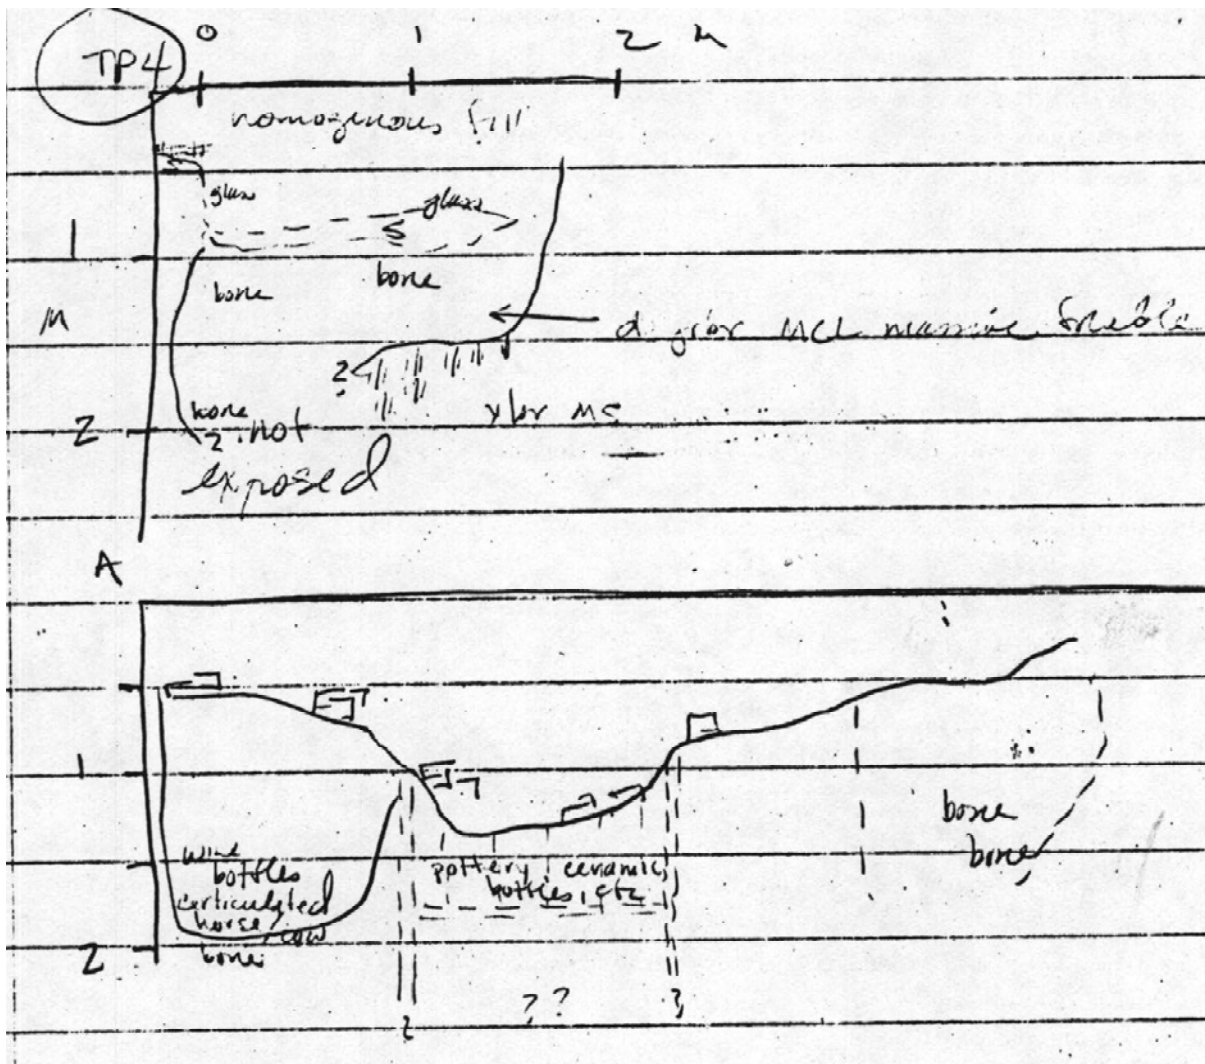 TP4
0 1 2 M
homogenous fill
glass
glass
S
1
bone
bone
M
d. grbr MCL massive friable
?
bone
2
? not
ybr MS
exposed
A
1
wine
bottles
articulated
horse/cow
bone
pottery, ceramic,
bottles, etc
bone
bone
2
? ?
?
?